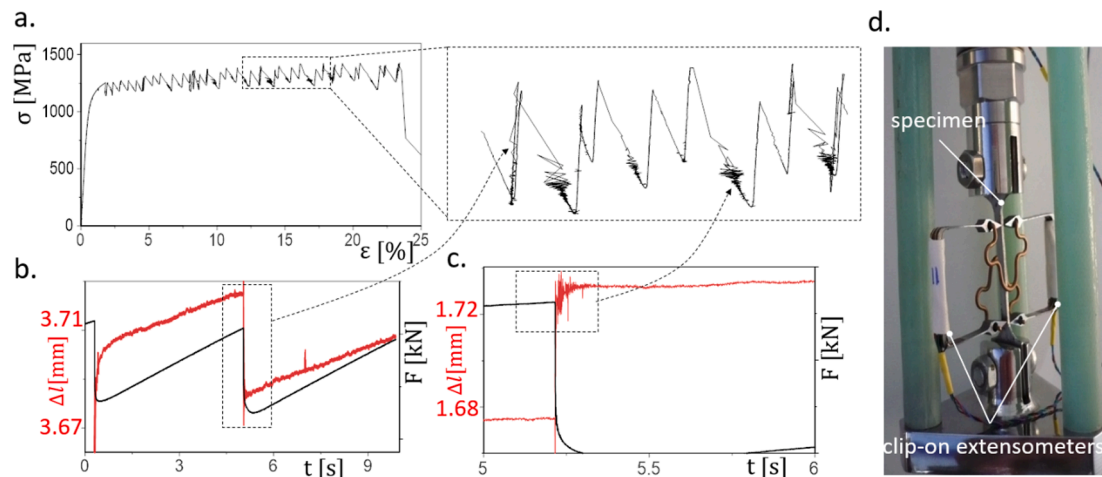 a.
σ [MPa]
1500
1000
500
0
0
5
10
15
20
25
ε [%]
b.
Δl[mm]
3.71
3.67
0
3
6
9
t [s]
F [kN]
c.
Δl[mm]
1.72
1.68
5
5.5
6
t [s]
F [kN]
d.
specimen
clip-on extensometers